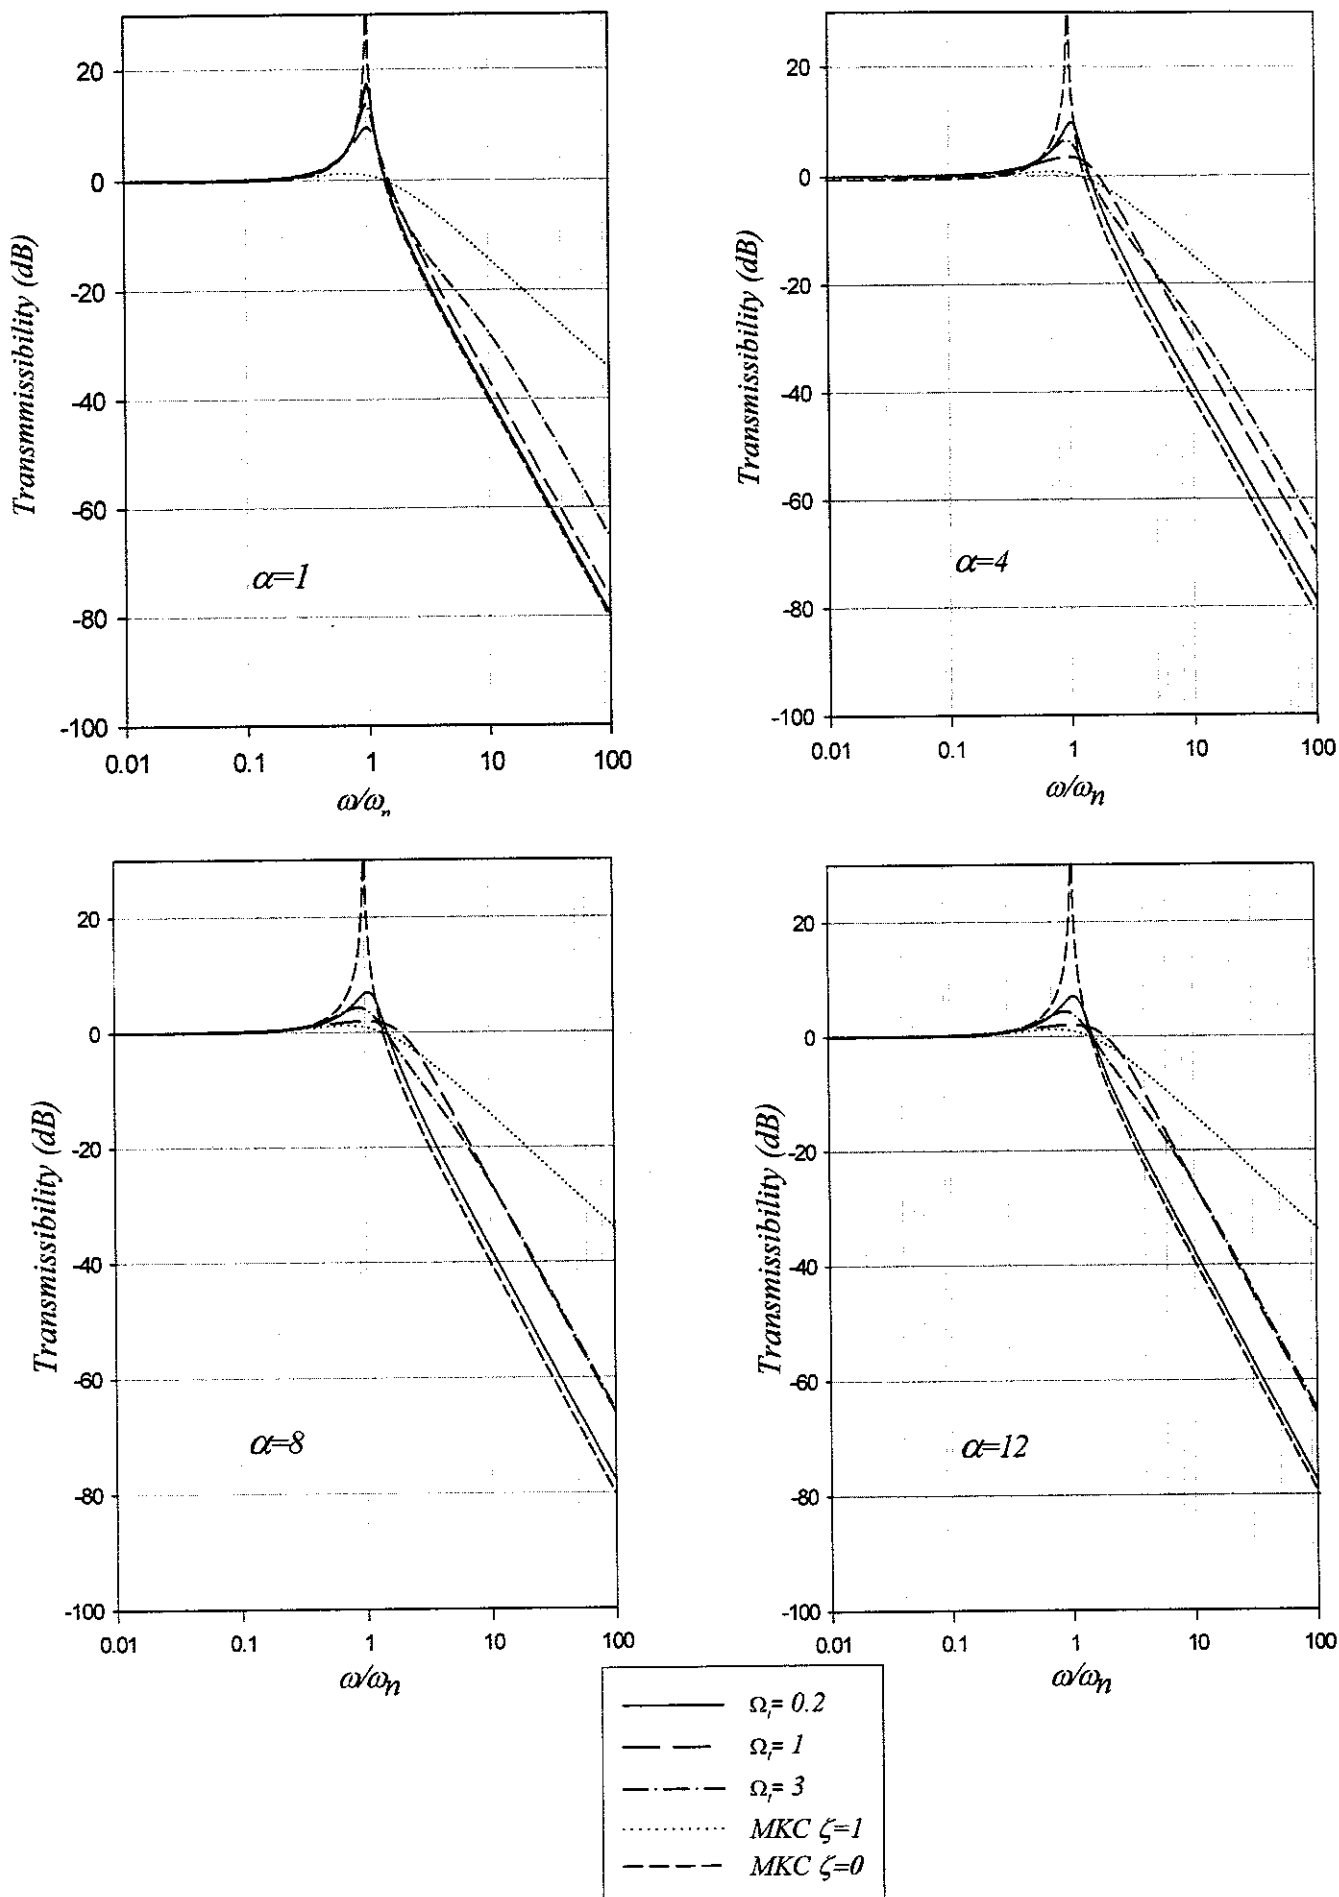 20
0
-20
-40
-60
-80
-100
Transmmissibility (dB)
α=1
0.01 0.1 1 10 100
ω/ωn
20
0
-20
-40
-60
-80
-100
Transmissibility (dB)
α=4
0.01 0.1 1 10 100
ω/ωn
20
0
-20
-40
-60
-80
-100
Transmissibility (dB)
α=8
0.01 0.1 1 10 100
ω/ωn
20
0
-20
-40
-60
-80
-100
Transmissibility (dB)
α=12
0.01 0.1 1 10 100
ω/ωn
Ωr= 0.2
Ωr= 1
Ωr= 3
MKC ζ=1
MKC ζ=0